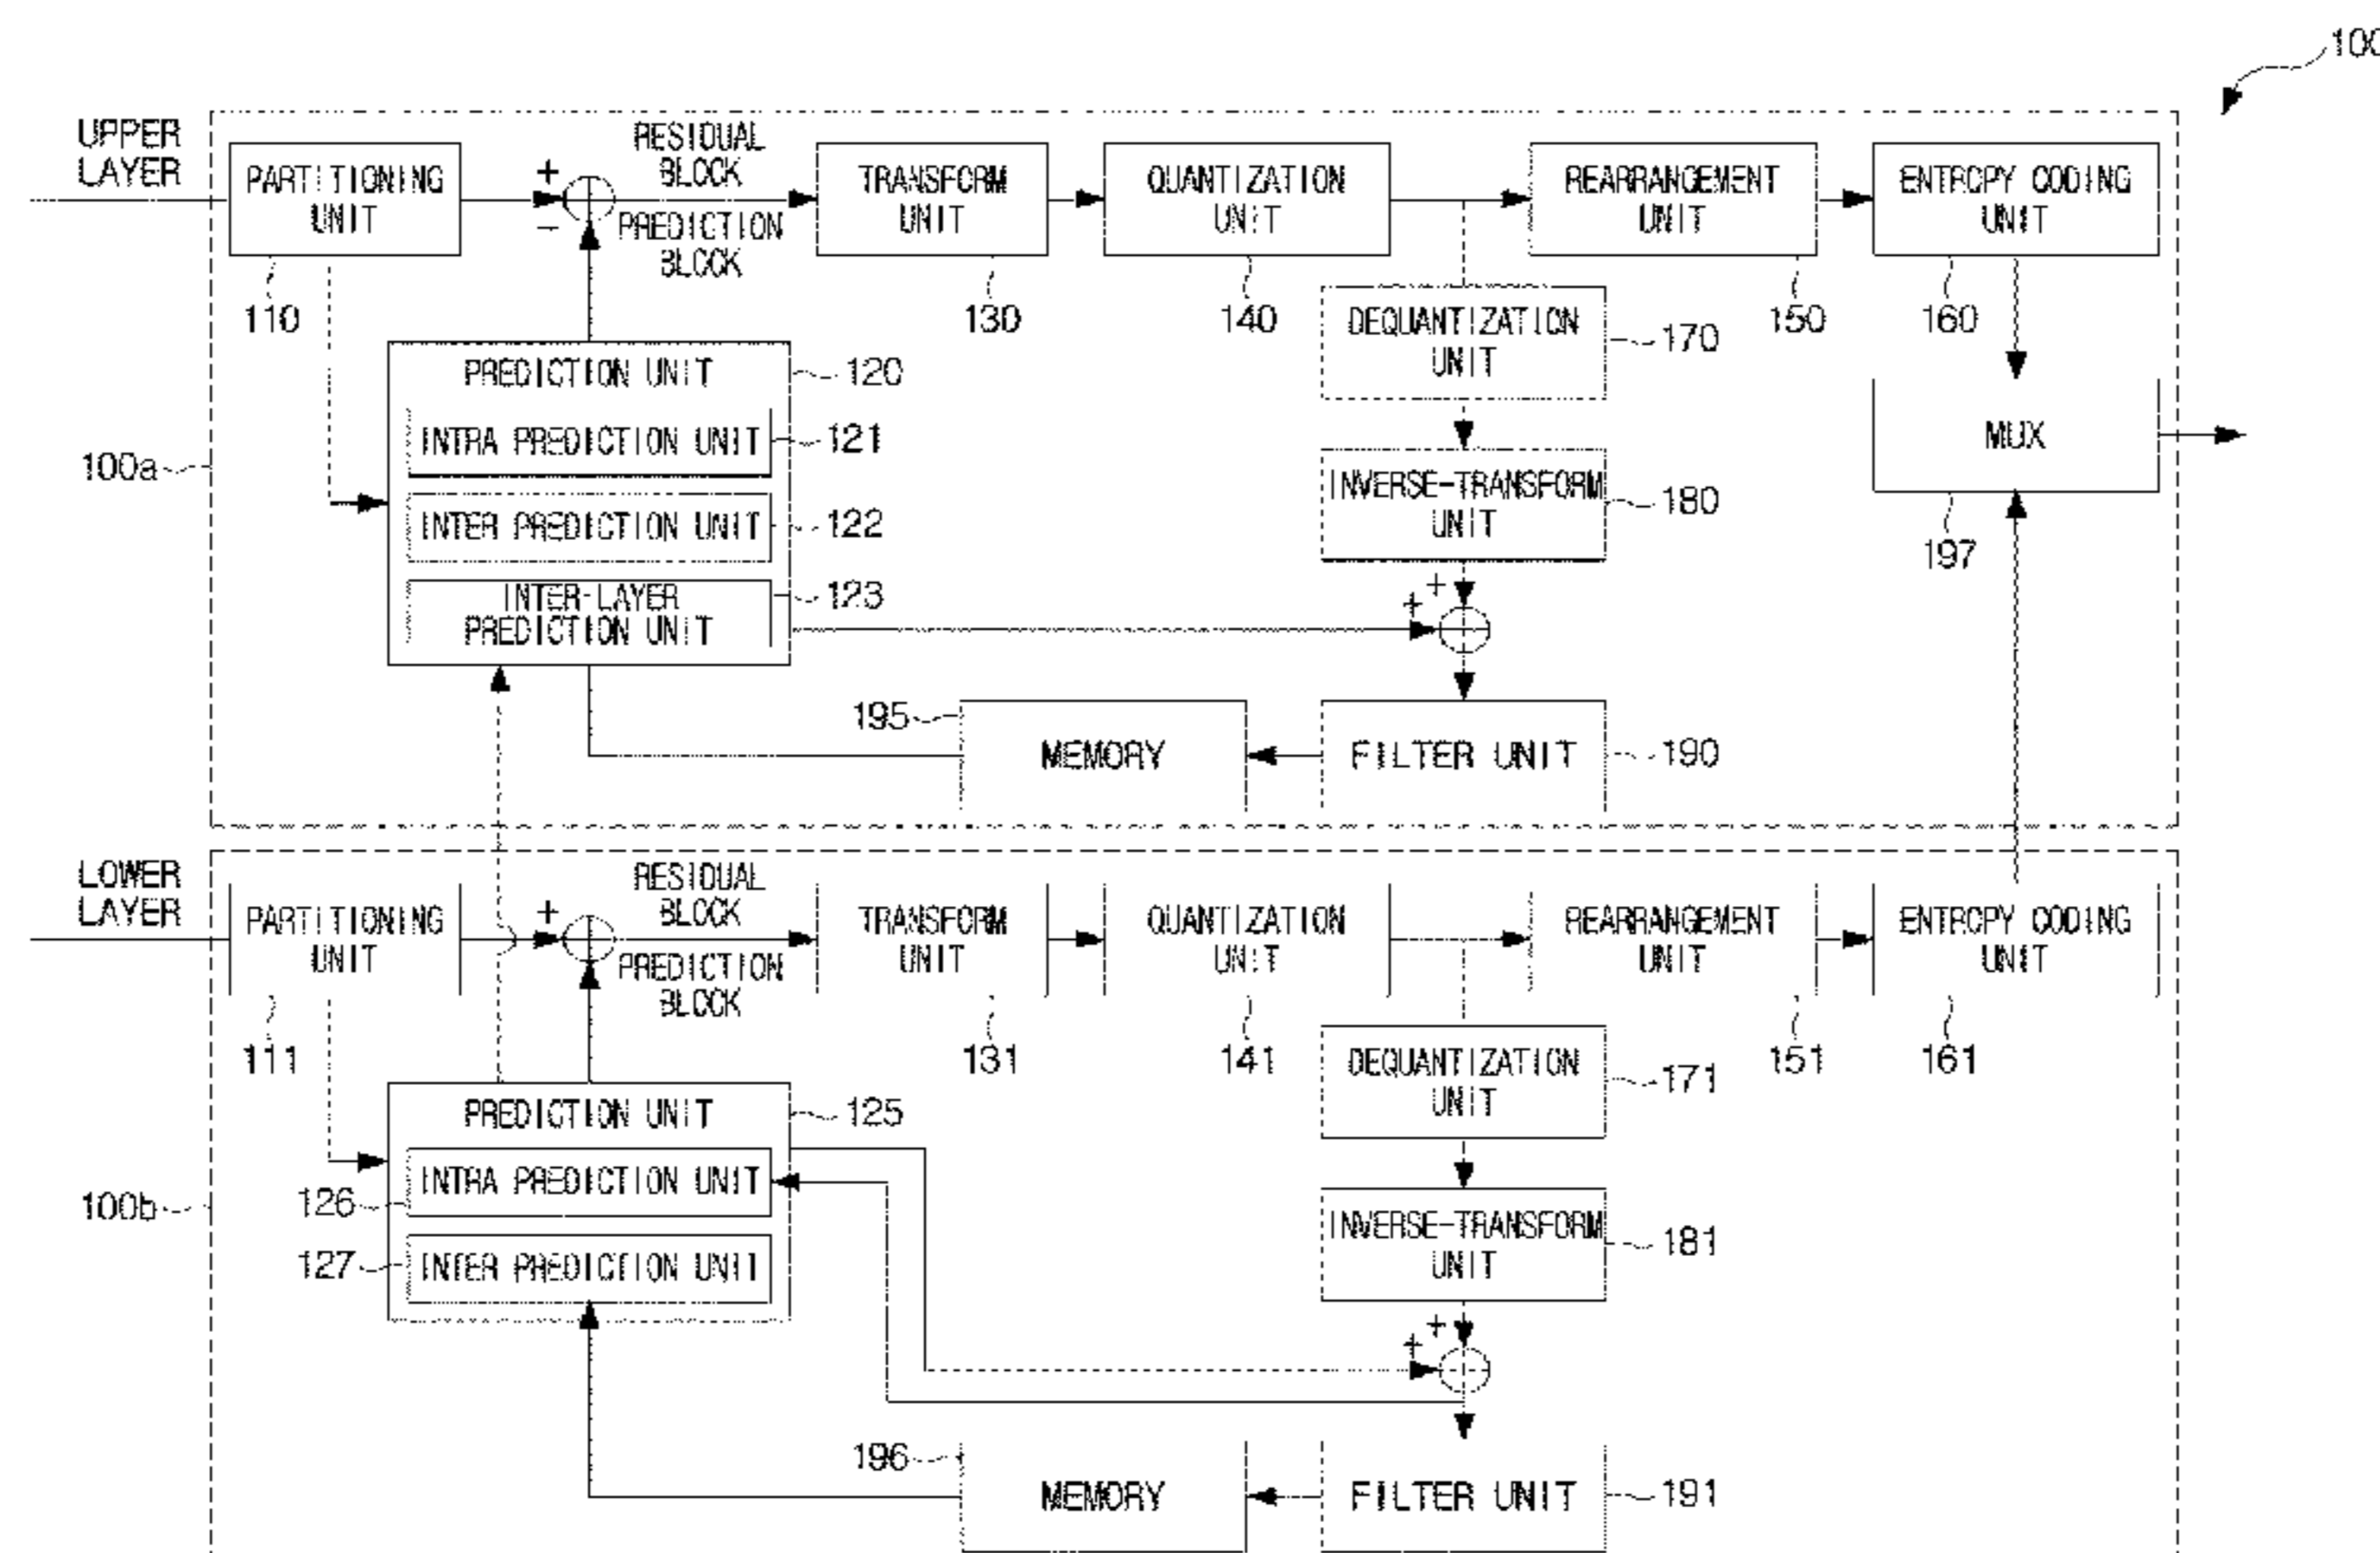 100
UPPER
LAYER
PARTITIONING
UNIT
+
−
RESIDUAL
BLOCK
PREDICTION
BLOCK
TRANSFORM
UNIT
QUANTIZATION
UNIT
REARRANGEMENT
UNIT
ENTROPY CODING
UNIT
110
130
140
150
160
DEQUANTIZATION
UNIT
170
PREDICTION UNIT
120
INTRA PREDICTION UNIT
121
INTER PREDICTION UNIT
122
INTER-LAYER
PREDICTION UNIT
123
100a
INVERSE-TRANSFORM
UNIT
180
MUX
197
+
+
195
MEMORY
FILTER UNIT
190
LOWER
LAYER
PARTITIONING
UNIT
+
RESIDUAL
BLOCK
PREDICTION
BLOCK
TRANSFORM
UNIT
QUANTIZATION
UNIT
REARRANGEMENT
UNIT
ENTROPY CODING
UNIT
111
131
141
151
161
DEQUANTIZATION
UNIT
171
PREDICTION UNIT
125
INTRA PREDICTION UNIT
126
INTER PREDICTION UNIT
127
100b
INVERSE-TRANSFORM
UNIT
181
+
+
196
MEMORY
FILTER UNIT
191